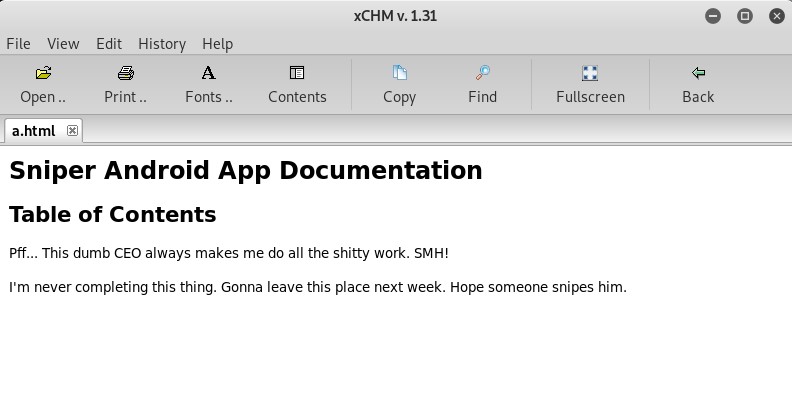 xCHM v. 1.31
File View Edit History Help
Open .. Print .. Fonts .. Contents Copy Find Fullscreen Back
a.html
Sniper Android App Documentation
Table of Contents
Pff... This dumb CEO always makes me do all the shitty work. SMH!
I'm never completing this thing. Gonna leave this place next week. Hope someone snipes him.